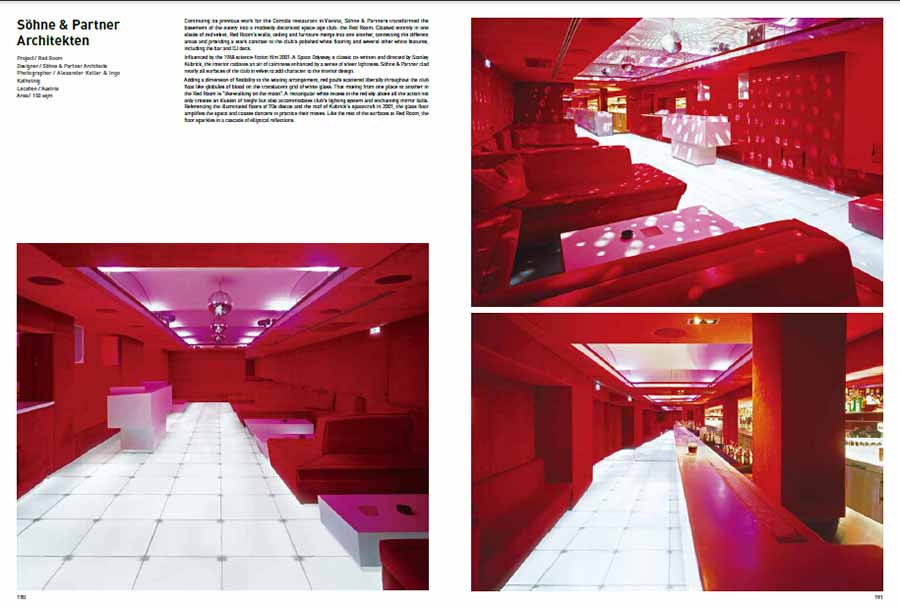 Söhne & Partner
Architekten
Project / Red Room
Designer / Söhne & Partner Architects
Photographer / Alexander Koller & Ingo
Kathrainig
Location / Austria
Area / 150 sqm
Continuing its previous work for the Comida restaurant in Vienna, Söhne & Partners transformed the
basement of the eatery into a modestly decorated space-age club: the Red Room. Cloaked entirely in one
shade of red velvet, Red Room's walls, ceiling and furniture merge into one another, connecting the different
areas and providing a stark contrast to the club's polished white flooring and several other white features,
including the bar and DJ deck.
Influenced by the 1968 science-fiction film 2001: A Space Odyssey, a classic co-written and directed by Stanley
Kubrick, the interior radiates an air of calmness enhanced by a sense of sheer lightness. Söhne & Partner clad
nearly all surfaces of the club in velvet to add character to the interior design.
Adding a dimension of flexibility to the seating arrangement, red poufs scattered liberally throughout the club
float like globules of blood on the translucent grid of white glass. That moving from one place to another in
the Red Room is "like walking on the moon". A rectangular white recess in the red sky above all the action not
only creates an illusion of height but also accommodates club's lighting system and enchanting mirror balls.
Referencing the illuminated floors of 70s discos and the roof of Kubrick's spacecraft in 2001, the glass floor
amplifies the space and coaxes dancers to practice their moves. Like the rest of the surfaces at Red Room, the
floor sparkles in a cascade of elliptical reflections.
190
191